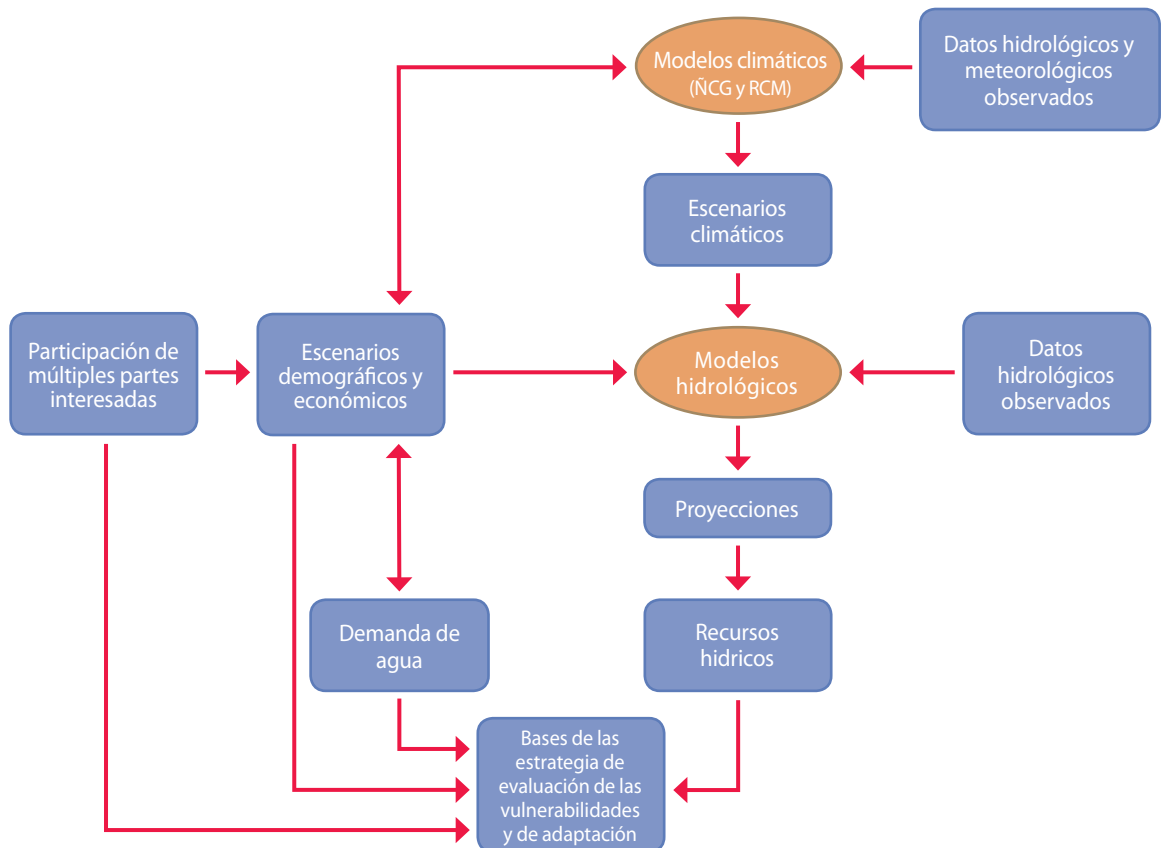 Modelos climáticos
(ÑCG y RCM)
Datos hidrológicos y
meteorológicos
observados
Escenarios
climáticos
Participación de
múltiples partes
interesadas
Escenarios
demográficos y
económicos
Modelos
hidrológicos
Datos
hidrológicos
observados
Proyecciones
Demanda de
agua
Recursos
hidricos
Bases de las
estrategia de
evaluación de las
vulnerabilidades
y de adaptación